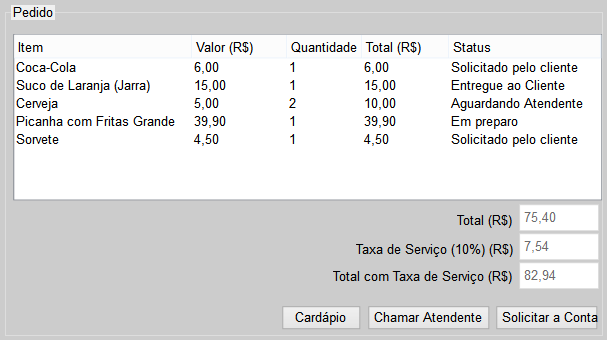 Pedido
Item Valor (R$) Quantidade Total (R$) Status
Coca-Cola 6,00 1 6,00 Solicitado pelo cliente
Suco de Laranja (Jarra) 15,00 1 15,00 Entregue ao Cliente
Cerveja 5,00 2 10,00 Aguardando Atendente
Picanha com Fritas Grande 39,90 1 39,90 Em preparo
Sorvete 4,50 1 4,50 Solicitado pelo cliente
Total (R$) 75,40
Taxa de Serviço (10%) (R$) 7,54
Total com Taxa de Serviço (R$) 82,94
Cardápio Chamar Atendente Solicitar a Conta